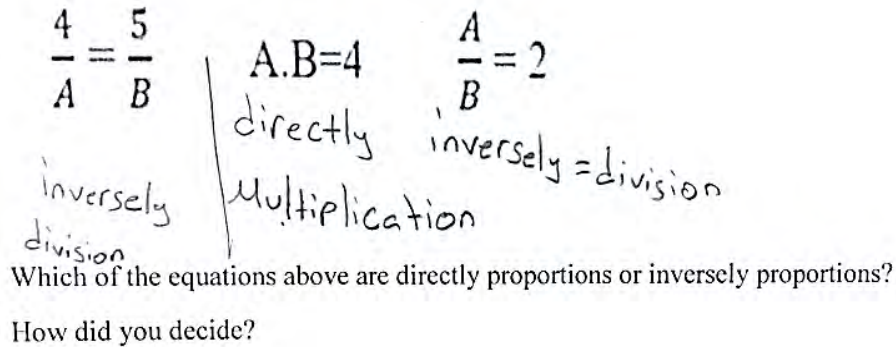 4/A = 5/B
A.B=4
A/B = 2
inversely
division
directly
Multiplication
inversely = division
Which of the equations above are directly proportions or inversely proportions?
How did you decide?